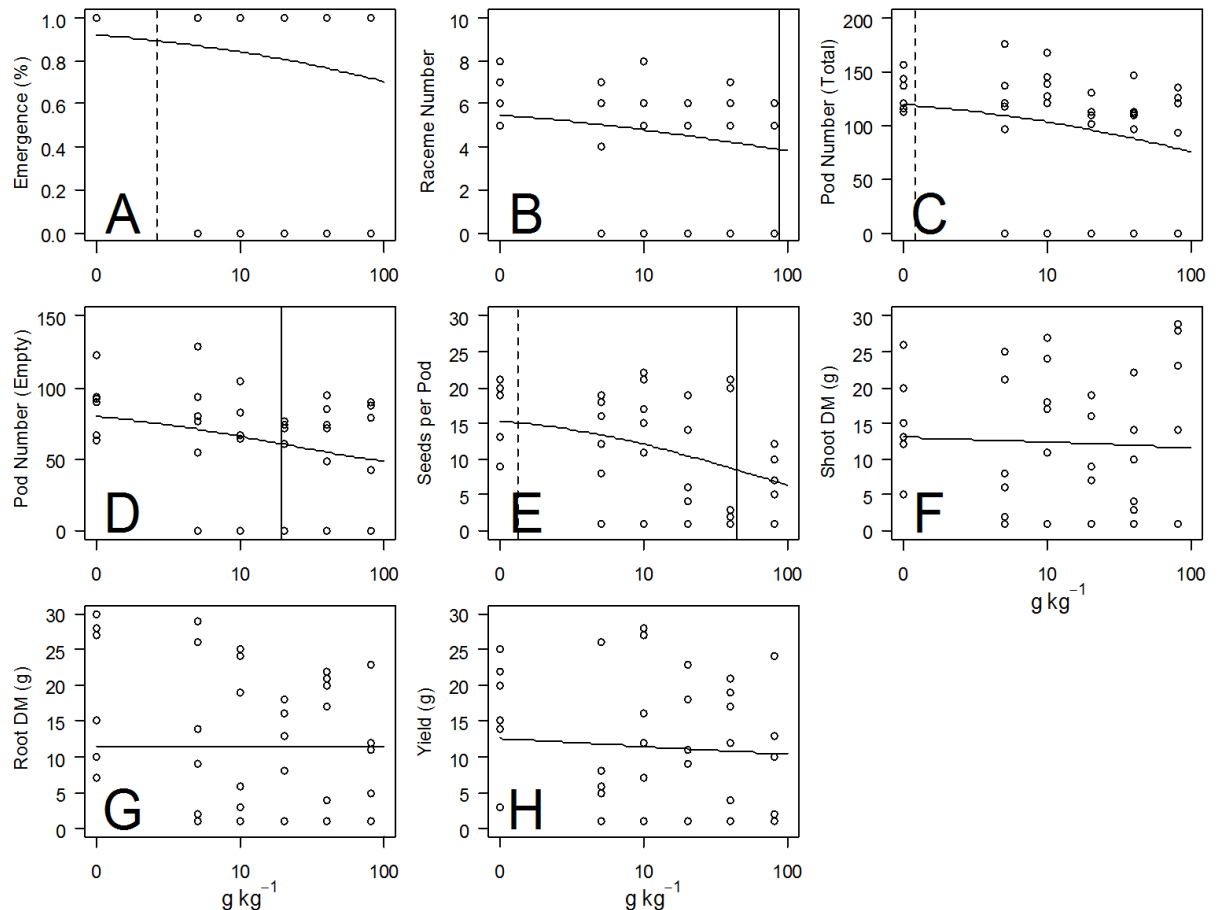 Emergence (%)
1.0
0.8
0.6
0.4
0.2
0.0
A
0 10 100
Raceme Number
10
8
6
4
2
0
B
0 10 100
Pod Number (Total)
200
150
100
50
0
C
0 10 100
Pod Number (Empty)
150
100
50
0
D
0 10 100
Seeds per Pod
30
25
20
15
10
5
0
E
0 10 100
Shoot DM (g)
30
25
20
15
10
5
0
F
0 10 100
g kg⁻¹
Root DM (g)
30
25
20
15
10
5
0
G
0 10 100
g kg⁻¹
Yield (g)
30
25
20
15
10
5
0
H
0 10 100
g kg⁻¹